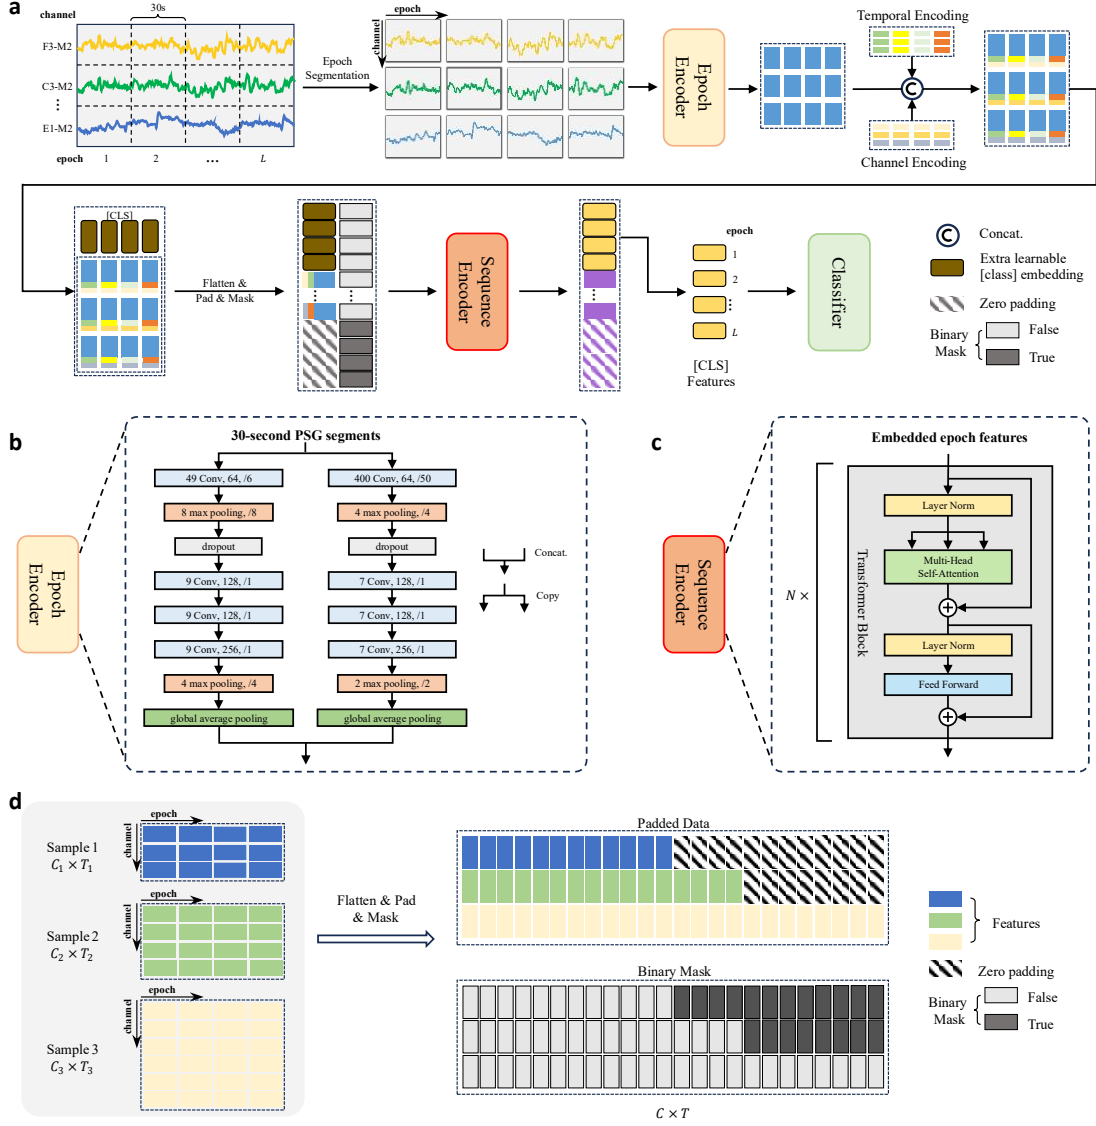 a
channel
30s
F3-M2
C3-M2
⋮
E1-M2
epoch 1 2 … L
Epoch
Segmentation
epoch
channel
Epoch
Encoder
Temporal Encoding
C
Channel Encoding
[CLS]
Flatten &
Pad & Mask
Sequence
Encoder
epoch
1
2
⋮
L
[CLS]
Features
Classifier
C Concat.
Extra learnable
[class] embedding
Zero padding
Binary
Mask
False
True
b
30-second PSG segments
49 Conv, 64, /6
400 Conv, 64, /50
8 max pooling, /8
4 max pooling, /4
dropout
dropout
9 Conv, 128, /1
7 Conv, 128, /1
9 Conv, 128, /1
7 Conv, 128, /1
9 Conv, 256, /1
7 Conv, 256, /1
4 max pooling, /4
2 max pooling, /2
global average pooling
global average pooling
Concat.
Copy
Epoch
Encoder
c
Embedded epoch features
Layer Norm
Multi-Head
Self-Attention
Layer Norm
Feed Forward
Transformer Block
N ×
Sequence
Encoder
d
epoch
channel
Sample 1
C₁ × T₁
epoch
channel
Sample 2
C₂ × T₂
epoch
channel
Sample 3
C₃ × T₃
Flatten & Pad
& Mask
Padded Data
Binary Mask
C × T
Features
Zero padding
Binary
Mask
False
True